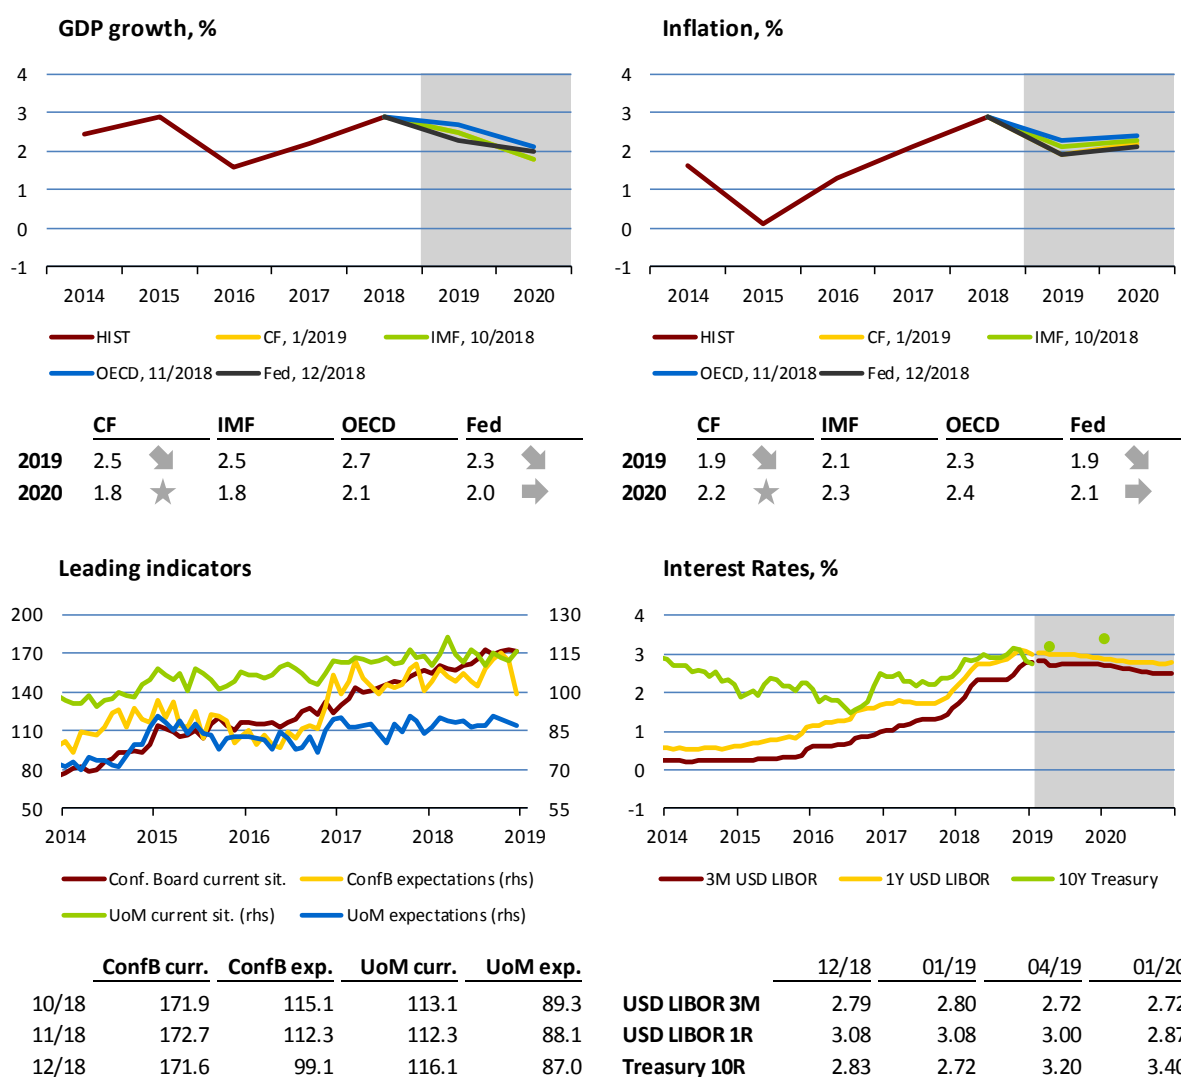 GDP growth, %
4
3
2
1
0
-1
2014 2015 2016 2017 2018 2019 2020
HIST CF, 1/2019 IMF, 10/2018
OECD, 11/2018 Fed, 12/2018
CF IMF OECD Fed
2019 2.5 2.5 2.7 2.3
2020 1.8 1.8 2.1 2.0
Inflation, %
4
3
2
1
0
-1
2014 2015 2016 2017 2018 2019 2020
HIST CF, 1/2019 IMF, 10/2018
OECD, 11/2018 Fed, 12/2018
CF IMF OECD Fed
2019 1.9 2.1 2.3 1.9
2020 2.2 2.3 2.4 2.1
Leading indicators
200 130
170 115
140 100
110 85
80 70
50 55
2014 2015 2016 2017 2018 2019
Conf. Board current sit. ConfB expectations (rhs)
UoM current sit. (rhs) UoM expectations (rhs)
ConfB curr. ConfB exp. UoM curr. UoM exp.
10/18 171.9 115.1 113.1 89.3
11/18 172.7 112.3 112.3 88.1
12/18 171.6 99.1 116.1 87.0
Interest Rates, %
4
3
2
1
0
-1
2014 2015 2016 2017 2018 2019 2020
3M USD LIBOR 1Y USD LIBOR 10Y Treasury
12/18 01/19 04/19 01/20
USD LIBOR 3M 2.79 2.80 2.72 2.72
USD LIBOR 1R 3.08 3.08 3.00 2.87
Treasury 10R 2.83 2.72 3.20 3.40